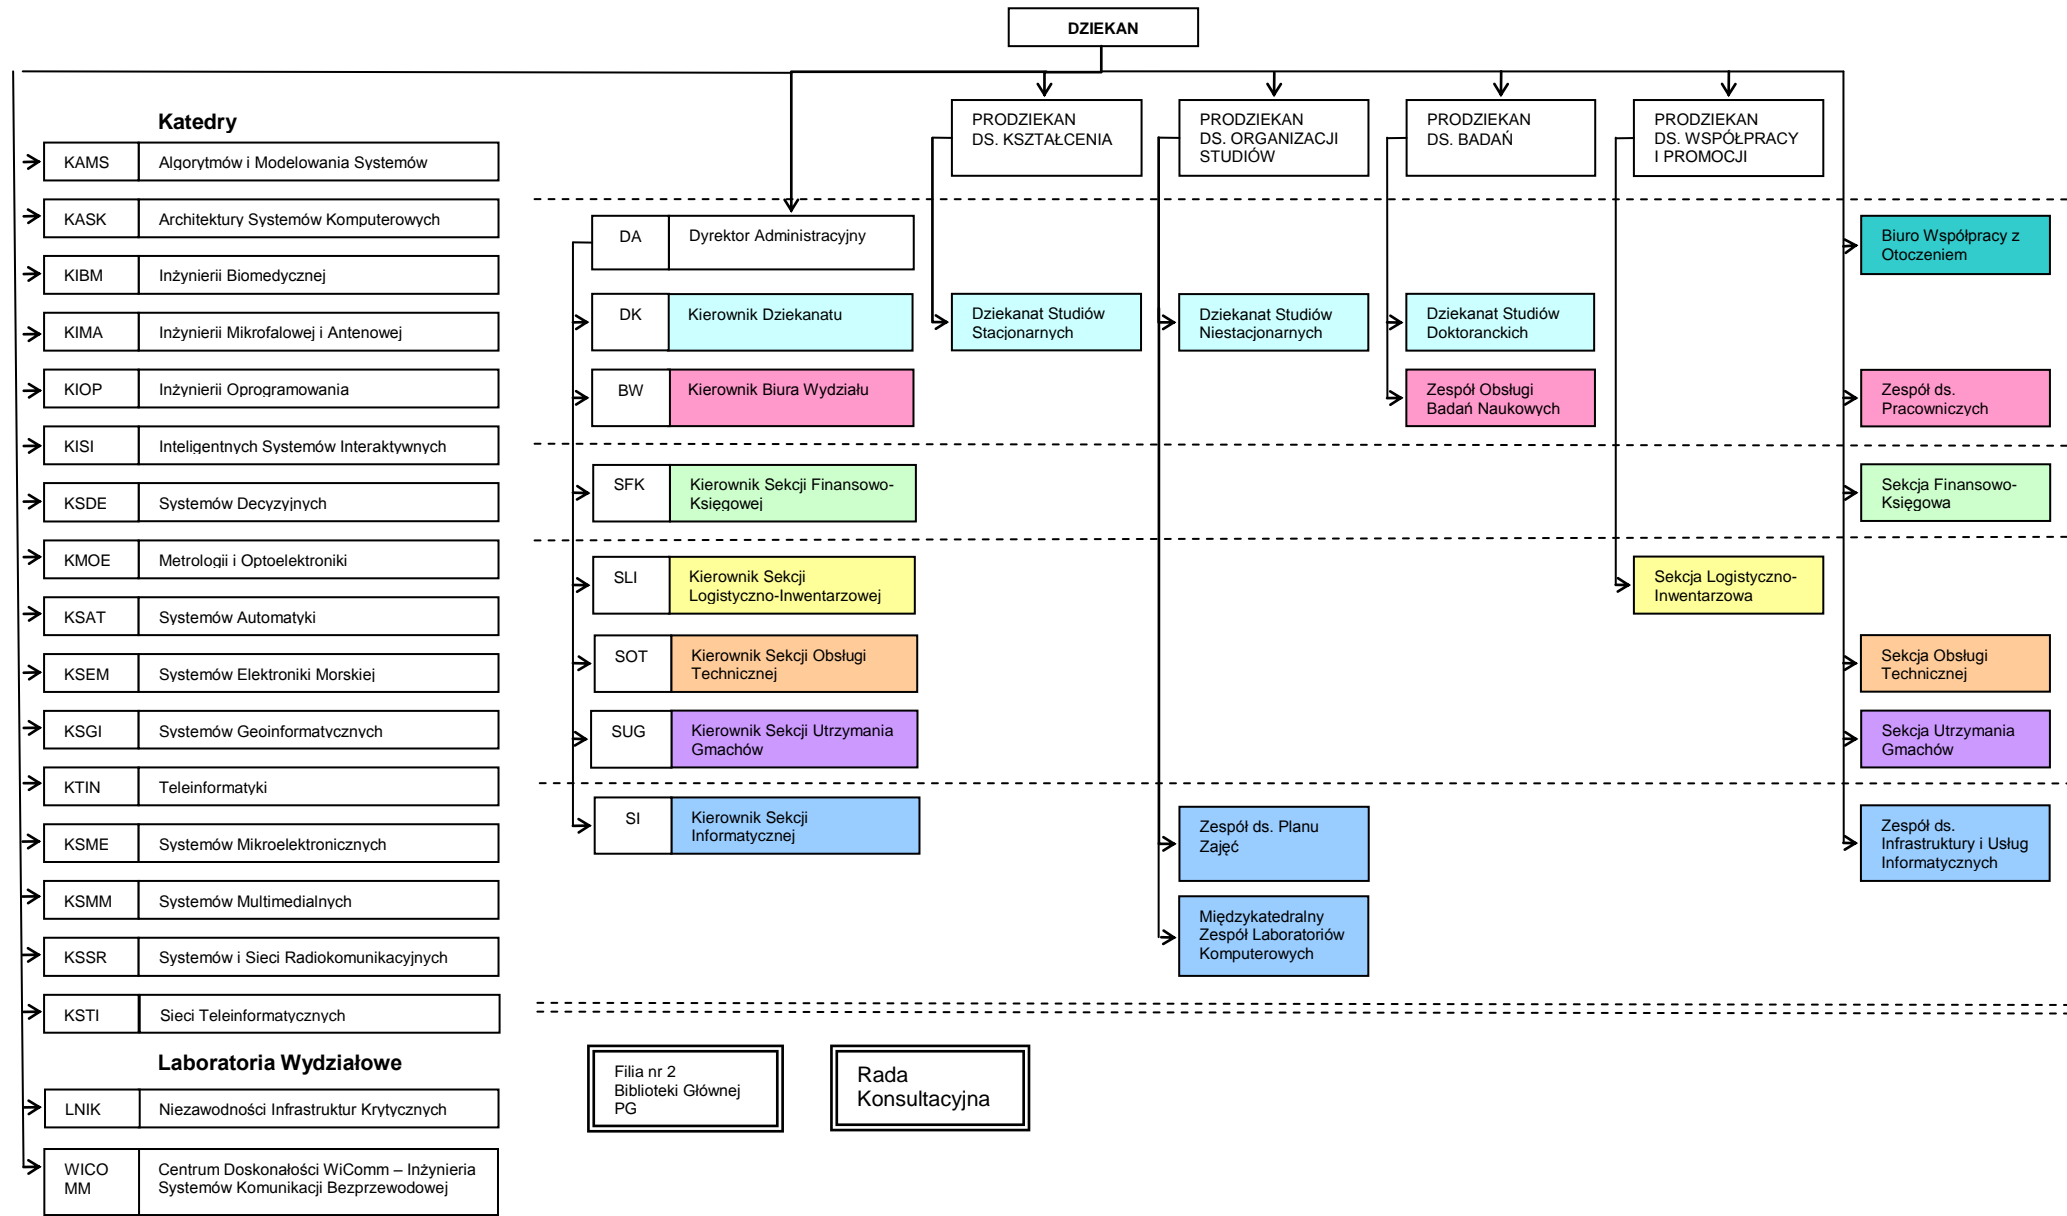 DZIEKAN
PRODZIEKAN
DS. KSZTAŁCENIA
PRODZIEKAN
DS. ORGANIZACJI
STUDIÓW
PRODZIEKAN
DS. BADAŃ
PRODZIEKAN
DS. WSPÓŁPRACY
I PROMOCJI
Katedry
KAMS Algorytmów i Modelowania Systemów
KASK Architektury Systemów Komputerowych
KIBM Inżynierii Biomedycznej
KIMA Inżynierii Mikrofalowej i Antenowej
KIOP Inżynierii Oprogramowania
KISI Inteligentnych Systemów Interaktywnych
KSDE Systemów Decyzyjnych
KMOE Metrologii i Optoelektroniki
KSAT Systemów Automatyki
KSEM Systemów Elektroniki Morskiej
KSGI Systemów Geoinformatycznych
KTIN Teleinformatyki
KSME Systemów Mikroelektronicznych
KSMM Systemów Multimedialnych
KSSR Systemów i Sieci Radiokomunikacyjnych
KSTI Sieci Teleinformatycznych
Laboratoria Wydziałowe
LNIK Niezawodności Infrastruktur Krytycznych
WICO
MM
Centrum Doskonałości WiComm – Inżynieria
Systemów Komunikacji Bezprzewodowej
DA Dyrektor Administracyjny
DK Kierownik Dziekanatu
BW Kierownik Biura Wydziału
SFK Kierownik Sekcji Finansowo-
Księgowej
SLI Kierownik Sekcji
Logistyczno-Inwentarzowej
SOT Kierownik Sekcji Obsługi
Technicznej
SUG Kierownik Sekcji Utrzymania
Gmachów
SI Kierownik Sekcji
Informatycznej
Dziekanat Studiów
Stacjonarnych
Dziekanat Studiów
Niestacjonarnych
Zespół ds. Planu
Zajęć
Międzykatedralny
Zespół Laboratoriów
Komputerowych
Dziekanat Studiów
Doktoranckich
Zespół Obsługi
Badań Naukowych
Sekcja Logistyczno-
Inwentarzowa
Biuro Współpracy z
Otoczeniem
Zespół ds.
Pracowniczych
Sekcja Finansowo-
Księgowa
Sekcja Obsługi
Technicznej
Sekcja Utrzymania
Gmachów
Zespół ds.
Infrastruktury i Usług
Informatycznych
Filia nr 2
Biblioteki Głównej
PG
Rada
Konsultacyjna